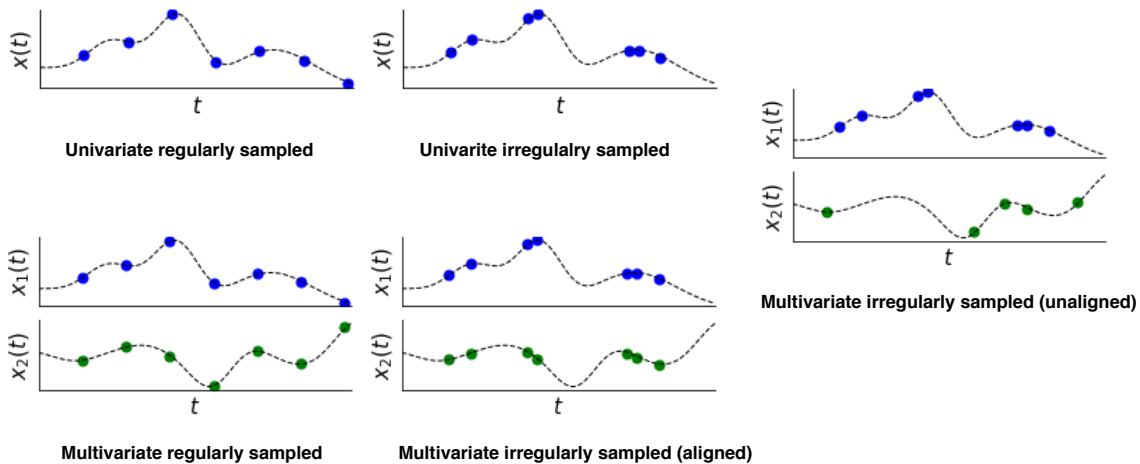 x(t)
t
Univariate regularly sampled
x(t)
t
Univarite irregulalry sampled
x₁(t)
x₂(t)
t
Multivariate irregularly sampled (unaligned)
x₁(t)
x₂(t)
t
Multivariate regularly sampled
x₁(t)
x₂(t)
t
Multivariate irregularly sampled (aligned)